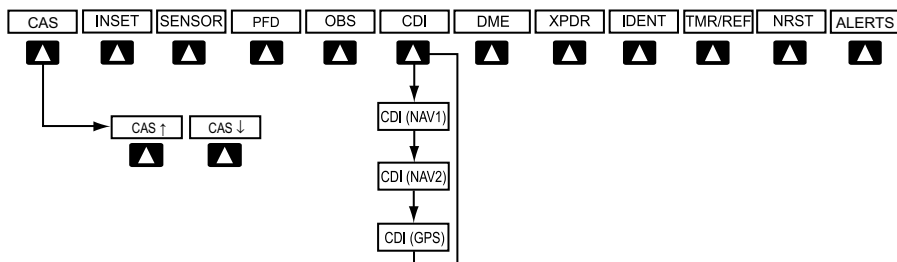 CAS INSET SENSOR PFD OBS CDI DME XPDR IDENT TMR/REF NRST ALERTS
CDI (NAV1)
CAS ↑ CAS ↓
CDI (NAV2)
CDI (GPS)